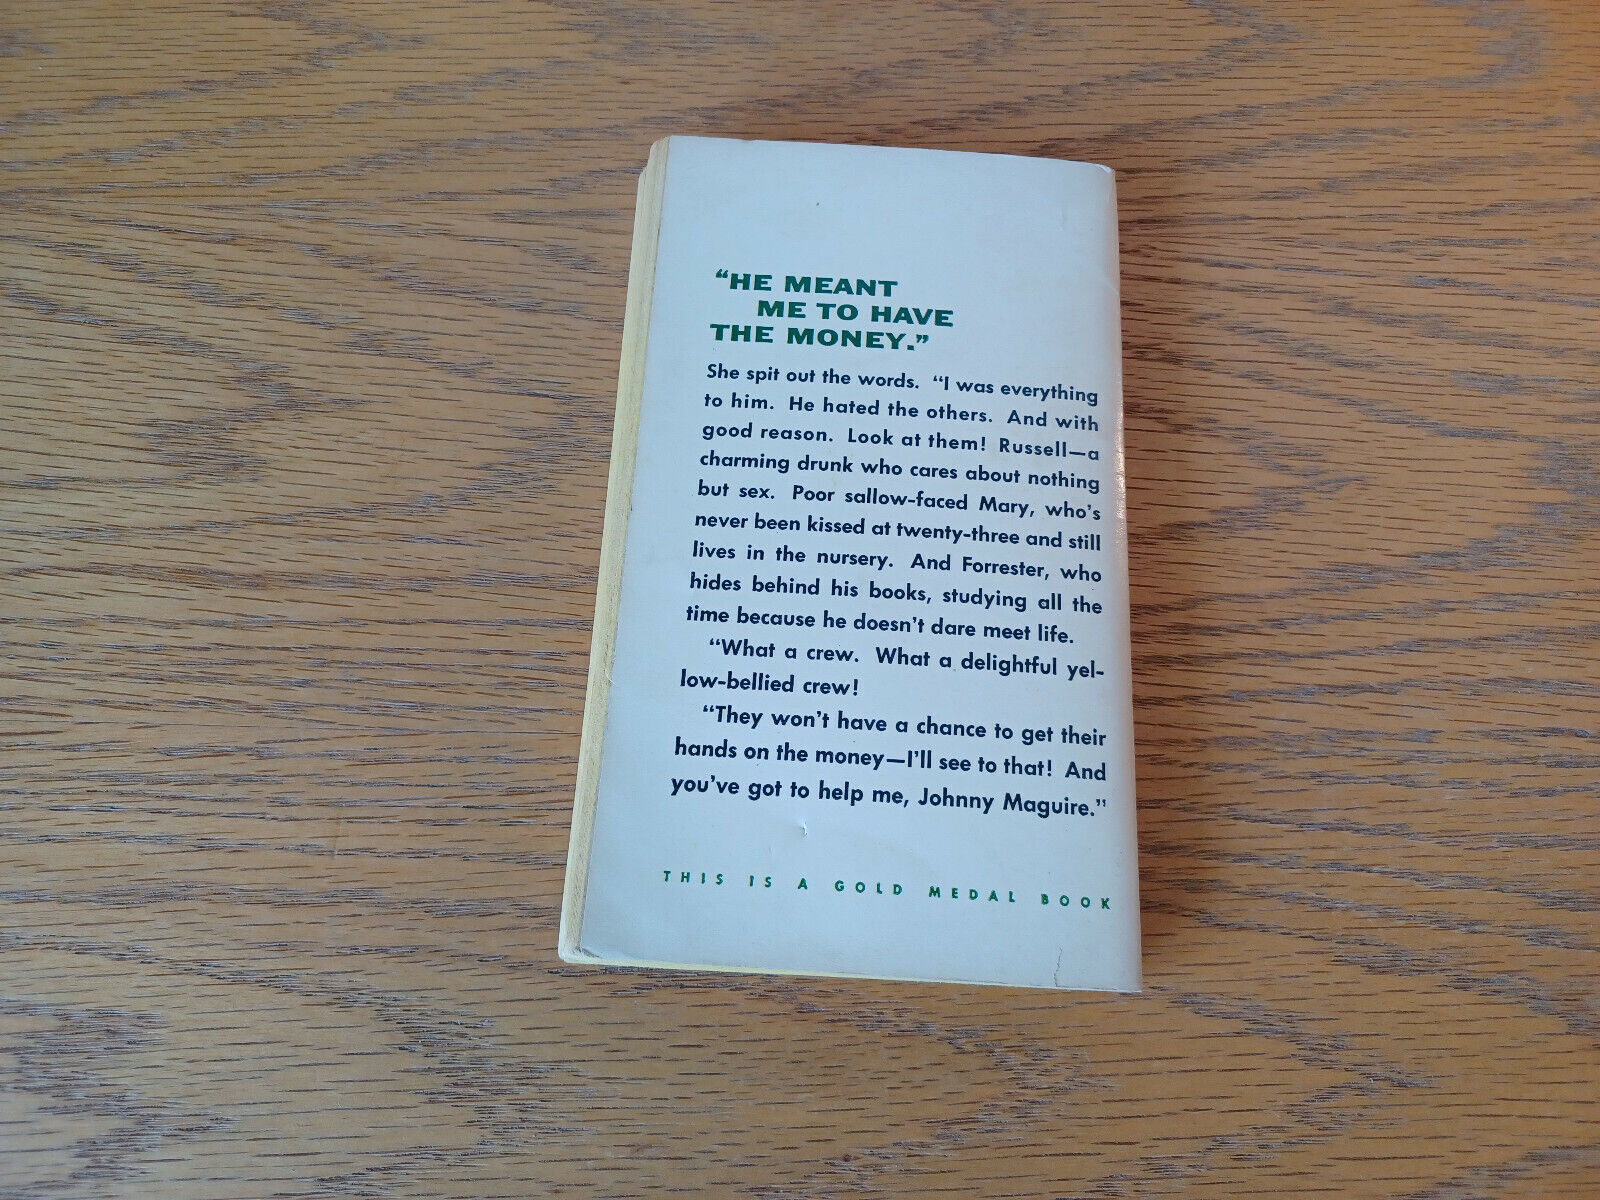 “HE MEANT
ME TO HAVE
THE MONEY.”
She spit out the words. “I was everything
to him. He hated the others. And with
good reason. Look at them! Russell—a
charming drunk who cares about nothing
but sex. Poor sallow-faced Mary, who’s
never been kissed at twenty-three and still
lives in the nursery. And Forrester, who
hides behind his books, studying all the
time because he doesn’t dare meet life.
“What a crew. What a delightful yel-
low-bellied crew!
“They won’t have a chance to get their
hands on the money—I’ll see to that! And
you’ve got to help me, Johnny Maguire.”
THIS IS A GOLD MEDAL BOOK